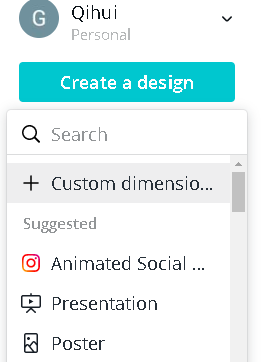 G
Qihui
Personal
Create a design
Search
Custom dimensio...
Suggested
Animated Social ...
Presentation
Poster